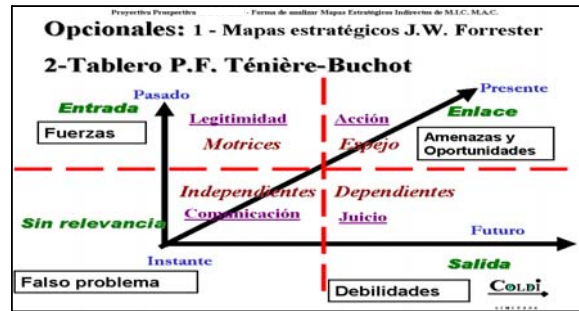 Proyectiva Prospectiva - Forma de analizar Mapas Estratégicos Indirectos de M.I.C. M.A.C.
Opcionales: 1 - Mapas estratégicos J.W. Forrester
2-Tablero P.F. Ténière-Buchot
Pasado
Presente
Entrada
Legitimidad
Acción
Enlace
Fuerzas
Motrices
Espejo
Amenazas y
Oportunidades
Independientes
Dependientes
Sin relevancia
Comunicación
Juicio
Futuro
Instante
Salida
Falso problema
Debilidades
COLDi